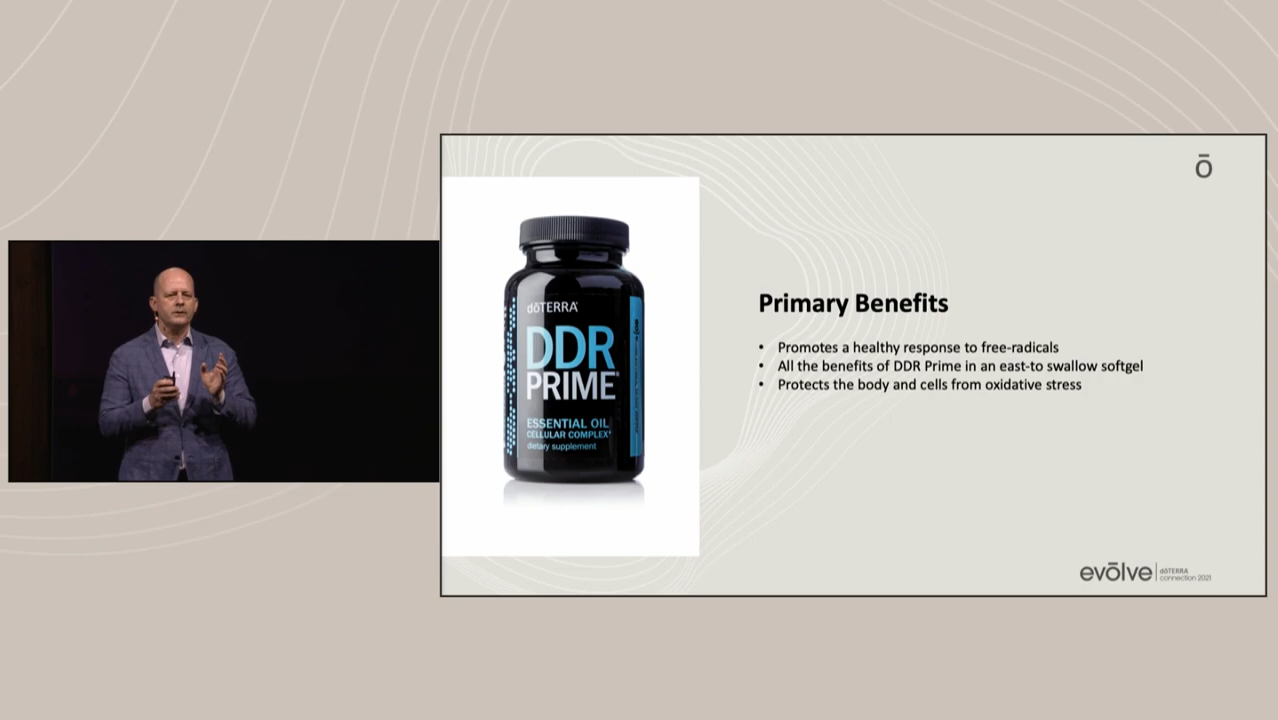 ō
dōTERRA
DDR
PRIME®
ESSENTIAL OIL
CELLULAR COMPLEX*
dietary supplement
Primary Benefits
• Promotes a healthy response to free-radicals
• All the benefits of DDR Prime in an east-to swallow softgel
• Protects the body and cells from oxidative stress
evōlve
dōTERRA
connection 2021